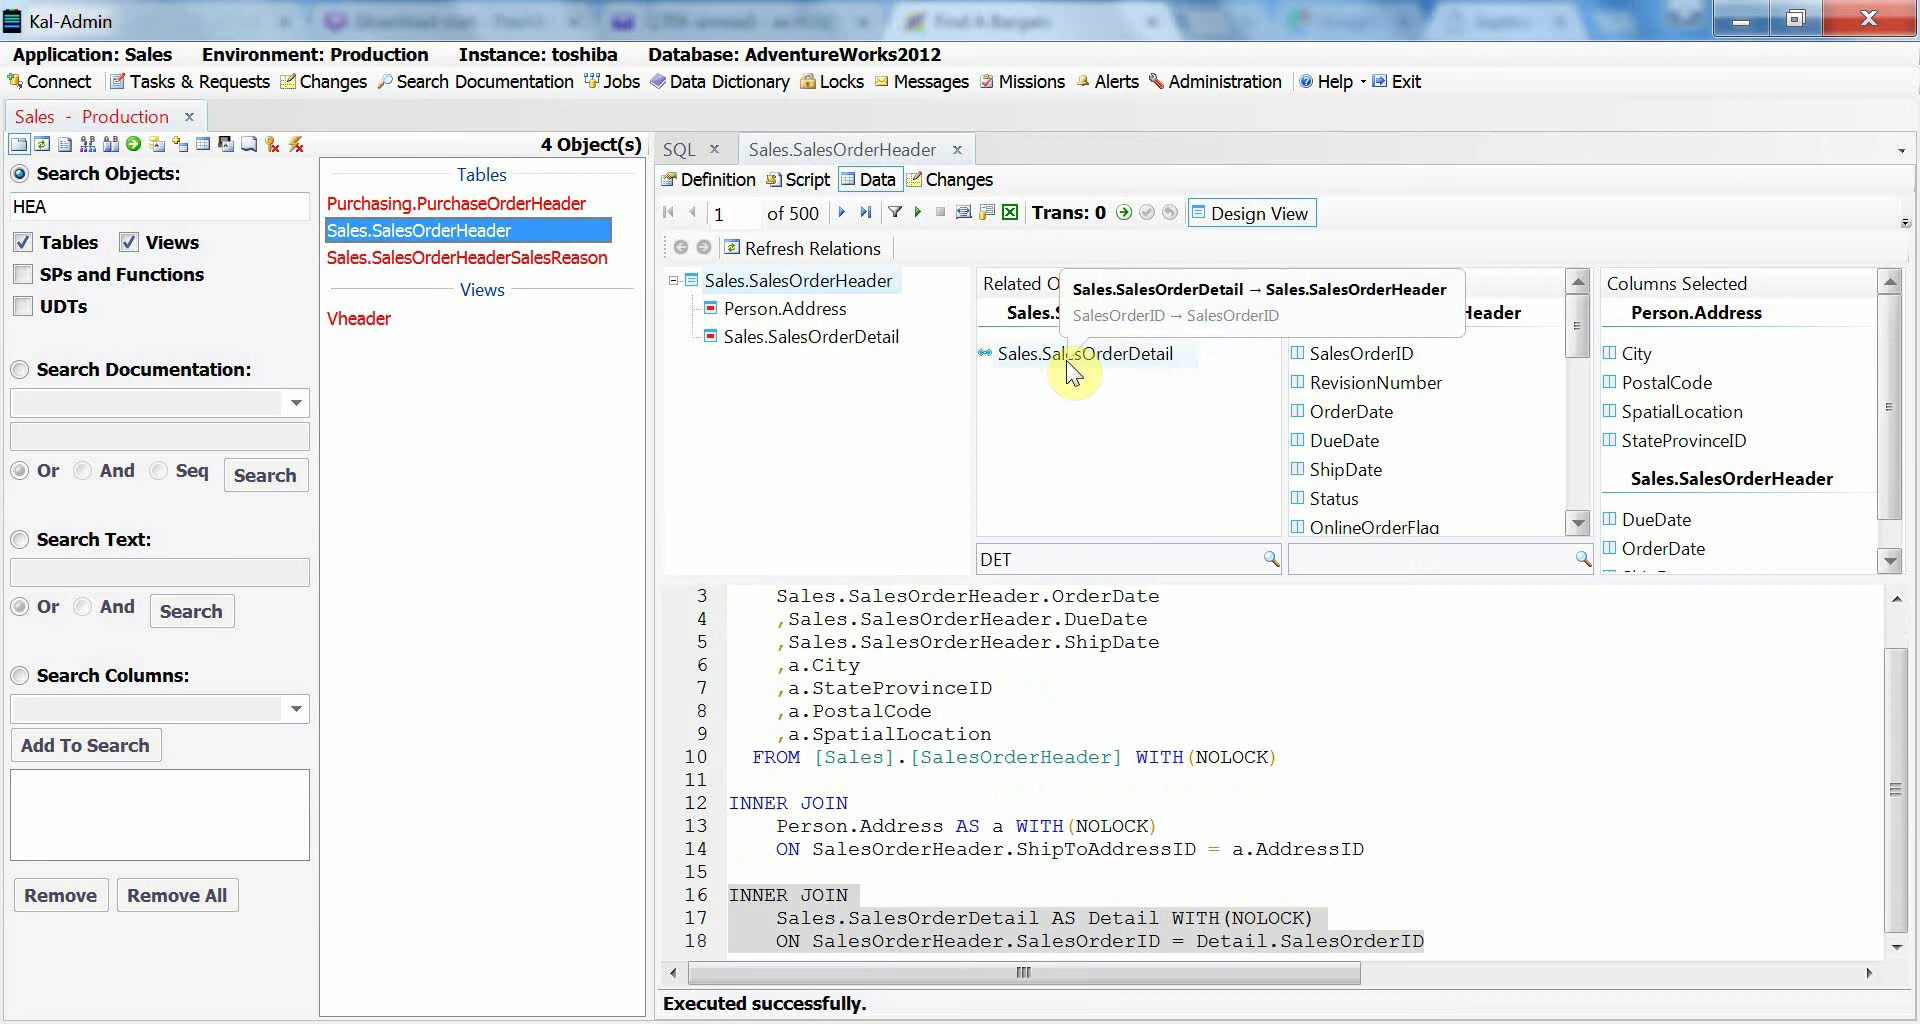 Kal-Admin
Application: Sales Environment: Production Instance: toshiba Database: AdventureWorks2012
Connect Tasks & Requests Changes Search Documentation Jobs Data Dictionary Locks Messages Missions Alerts Administration Help Exit
Sales - Production x
4 Object(s)
Search Objects:
HEA
Tables Views
SPs and Functions
UDTs
Search Documentation:
Or And Seq Search
Search Text:
Or And Search
Search Columns:
Add To Search
Remove Remove All
Tables
Purchasing.PurchaseOrderHeader
Sales.SalesOrderHeader
Sales.SalesOrderHeaderSalesReason
Views
Vheader
SQL x Sales.SalesOrderHeader x
Definition Script Data Changes
1 of 500 Trans: 0 Design View
Refresh Relations
Sales.SalesOrderHeader
Person.Address
Sales.SalesOrderDetail
Related O
Sales.S
Sales.SalesOrderDetail → Sales.SalesOrderHeader
SalesOrderID → SalesOrderID
Sales.SalesOrderDetail
DET
Header
SalesOrderID
RevisionNumber
OrderDate
DueDate
ShipDate
Status
OnlineOrderFlag
Columns Selected
Person.Address
City
PostalCode
SpatialLocation
StateProvinceID
Sales.SalesOrderHeader
DueDate
OrderDate
3 Sales.SalesOrderHeader.OrderDate
4 ,Sales.SalesOrderHeader.DueDate
5 ,Sales.SalesOrderHeader.ShipDate
6 ,a.City
7 ,a.StateProvinceID
8 ,a.PostalCode
9 ,a.SpatialLocation
10 FROM [Sales].[SalesOrderHeader] WITH(NOLOCK)
11
12 INNER JOIN
13 Person.Address AS a WITH(NOLOCK)
14 ON SalesOrderHeader.ShipToAddressID = a.AddressID
15
16 INNER JOIN
17 Sales.SalesOrderDetail AS Detail WITH(NOLOCK)
18 ON SalesOrderHeader.SalesOrderID = Detail.SalesOrderID
Executed successfully.